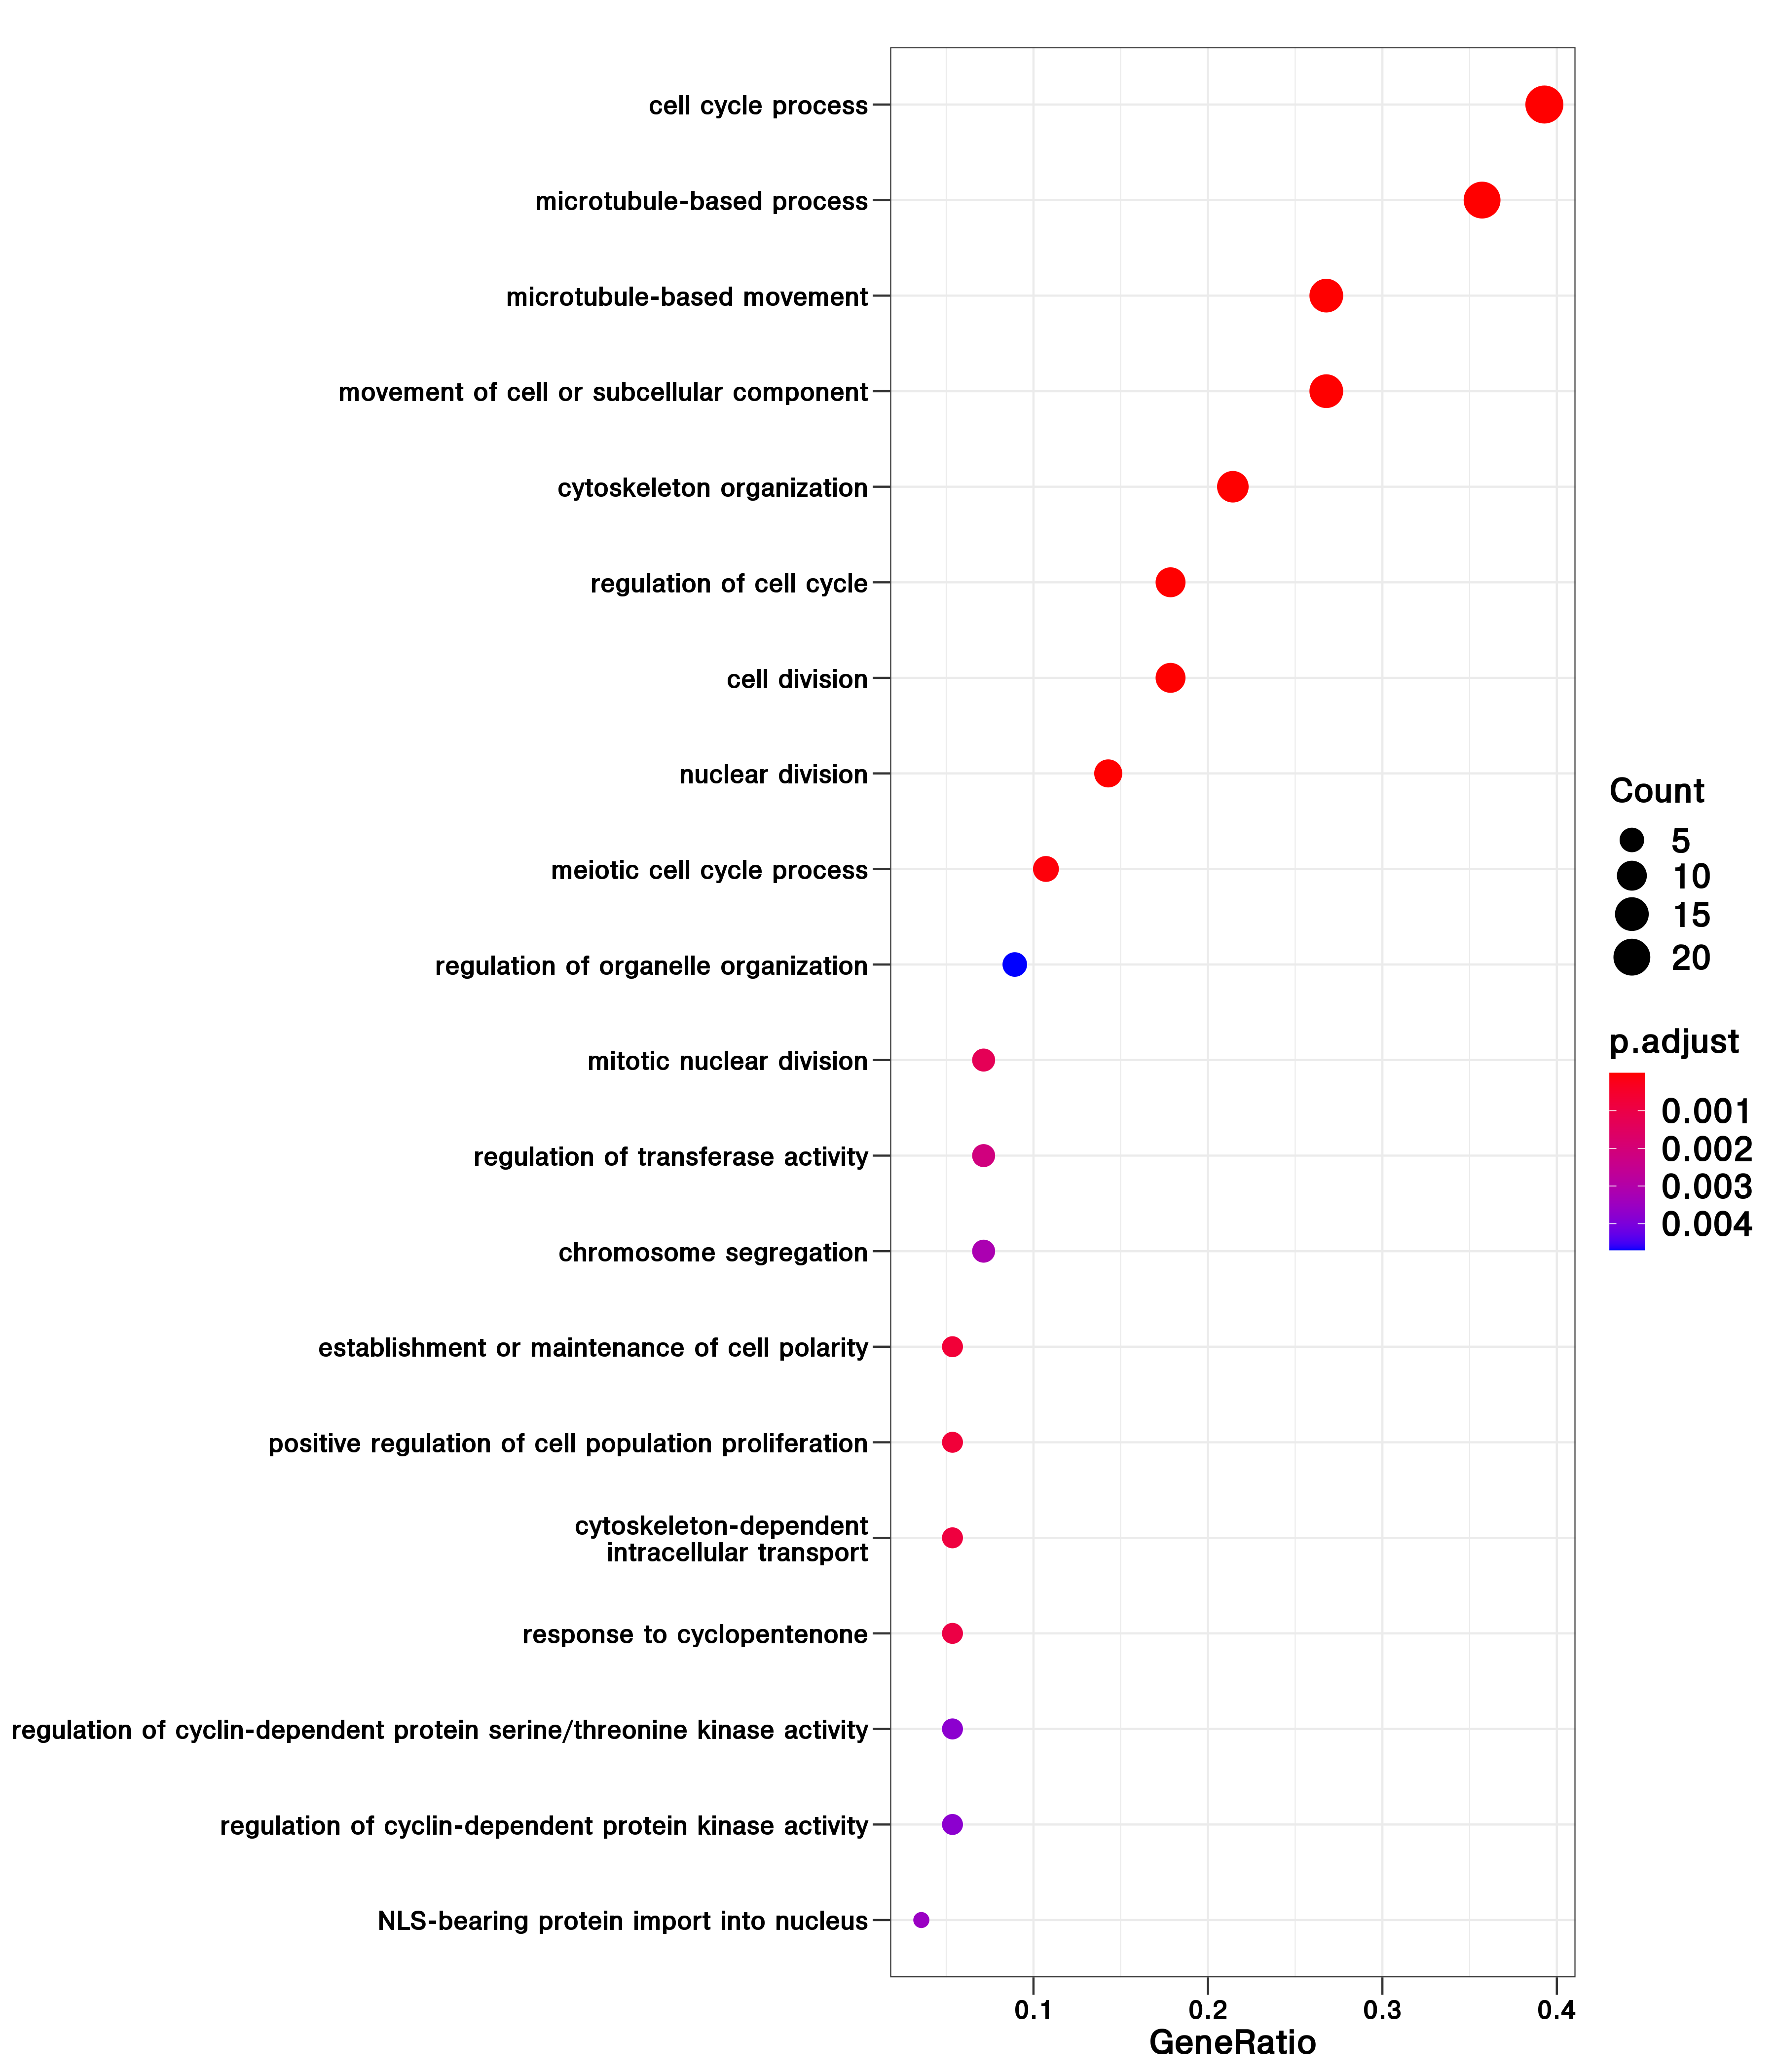 cell cycle process
microtubule-based process
microtubule-based movement
movement of cell or subcellular component
cytoskeleton organization
regulation of cell cycle
cell division
nuclear division
meiotic cell cycle process
regulation of organelle organization
mitotic nuclear division
regulation of transferase activity
chromosome segregation
establishment or maintenance of cell polarity
positive regulation of cell population proliferation
cytoskeleton-dependent
intracellular transport
response to cyclopentenone
regulation of cyclin-dependent protein serine/threonine kinase activity
regulation of cyclin-dependent protein kinase activity
NLS-bearing protein import into nucleus
0.1 0.2 0.3 0.4
GeneRatio
Count
5
10
15
20
p.adjust
0.001
0.002
0.003
0.004